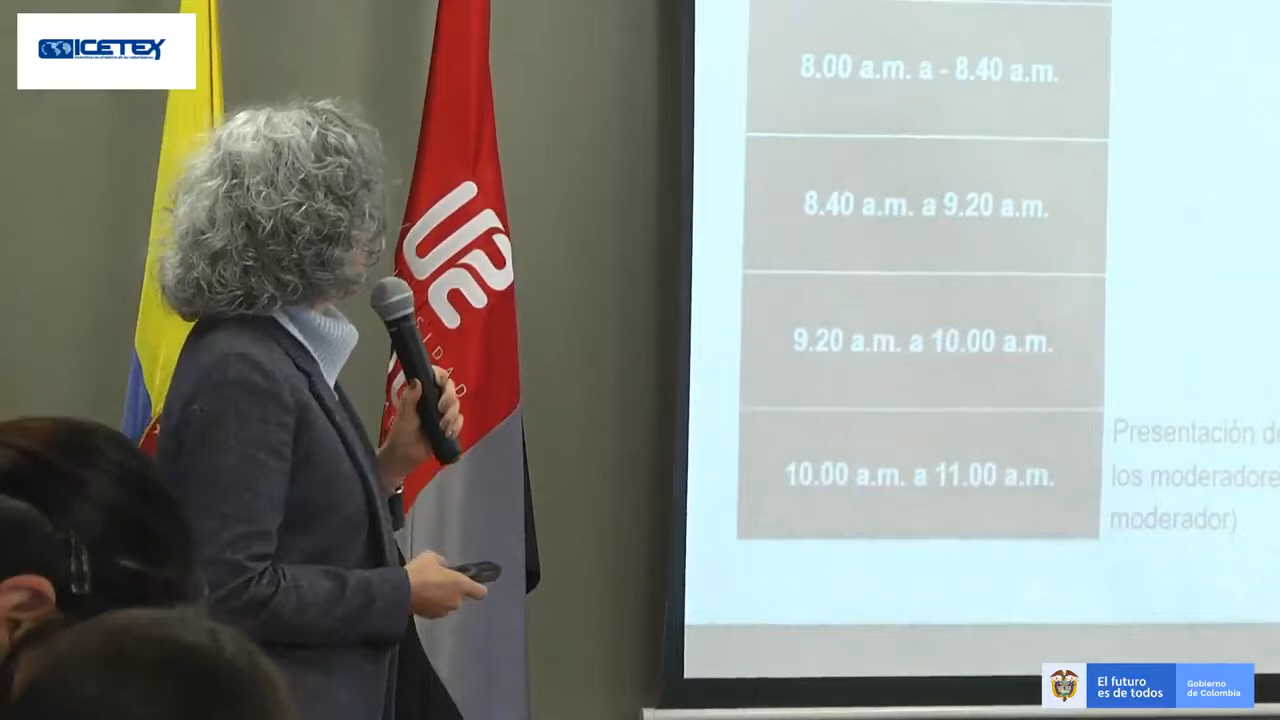 ICETEX
8.00 a.m. a - 8.40 a.m.
8.40 a.m. a 9.20 a.m.
9.20 a.m. a 10.00 a.m.
10.00 a.m. a 11.00 a.m.
Presentación de
los moderadore
moderador)
El futuro
es de todos
Gobierno
de Colombia